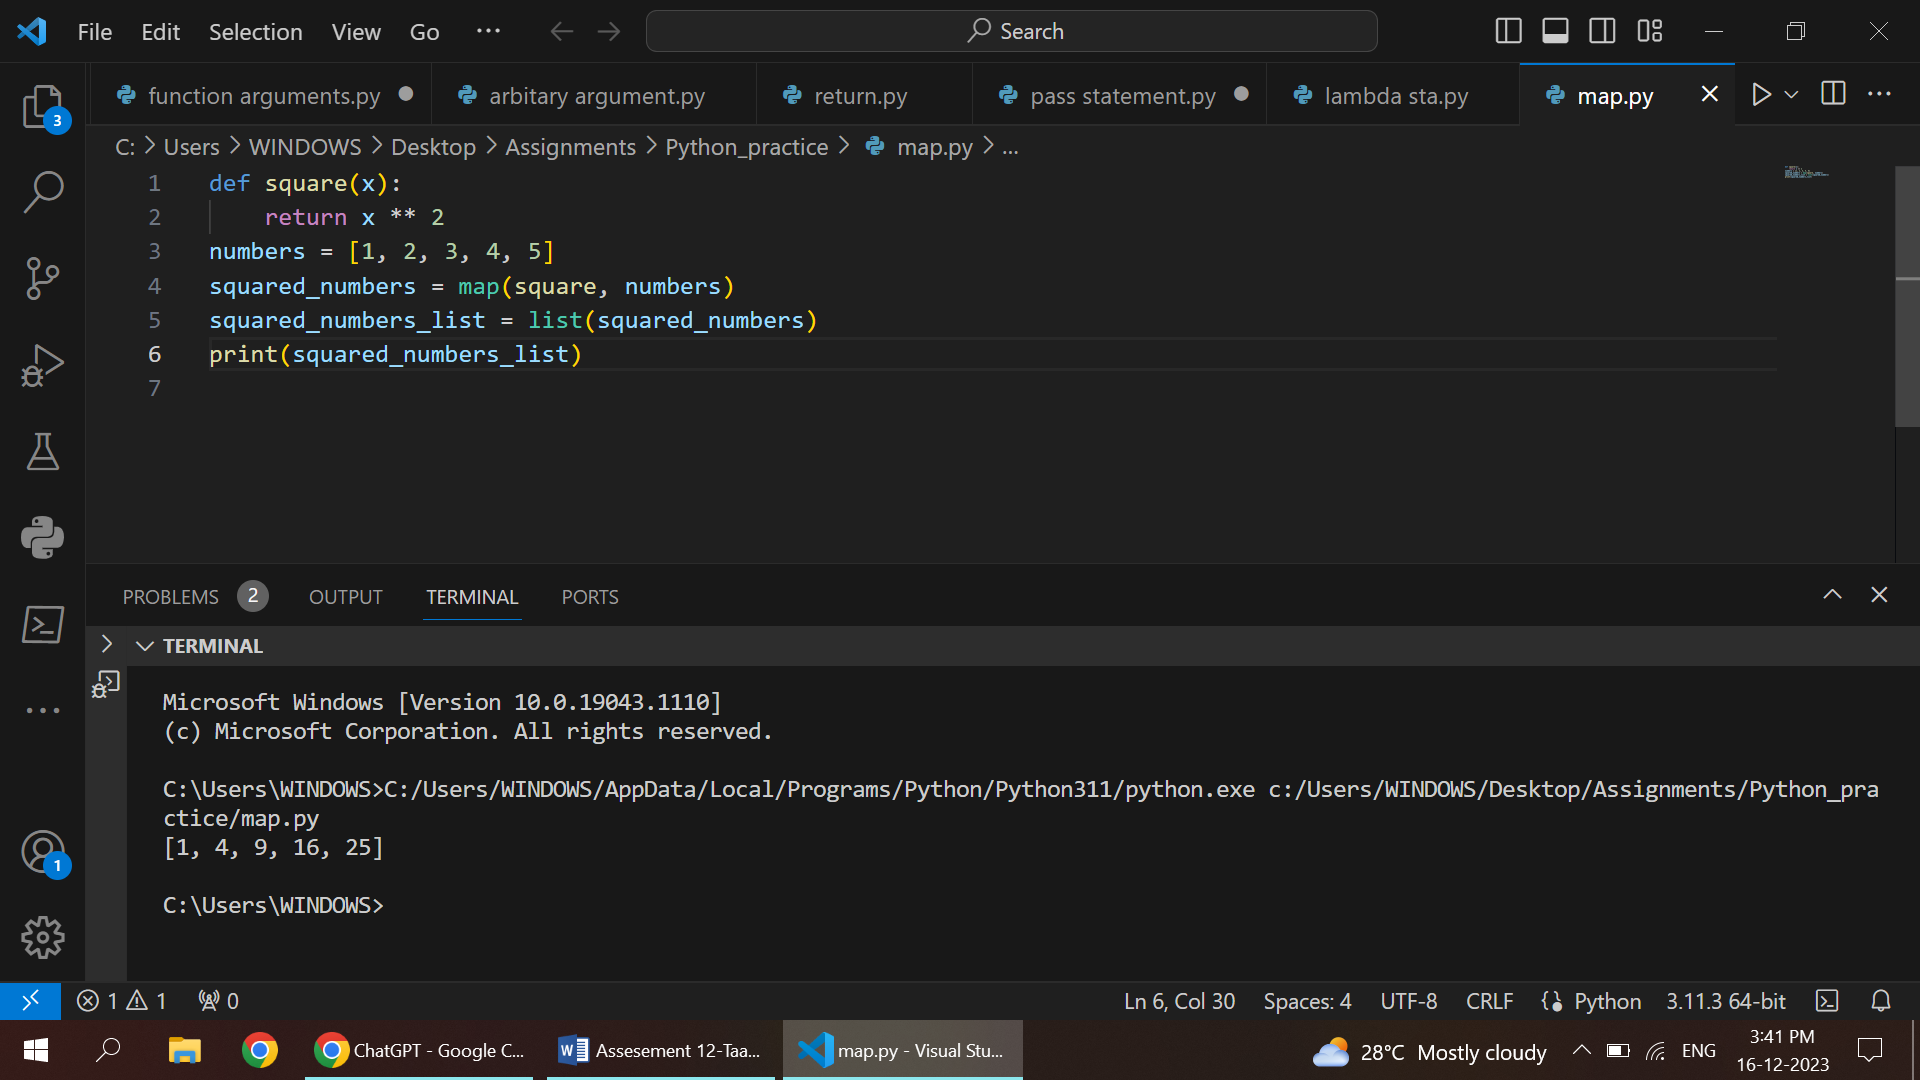 File Edit Selection View Go ··· Search
3
function arguments.py arbitary argument.py return.py pass statement.py lambda sta.py map.py
C: > Users > WINDOWS > Desktop > Assignments > Python_practice > map.py > ...
1 def square(x):
2 return x ** 2
3 numbers = [1, 2, 3, 4, 5]
4 squared_numbers = map(square, numbers)
5 squared_numbers_list = list(squared_numbers)
6 print(squared_numbers_list)
7
PROBLEMS 2 OUTPUT TERMINAL PORTS
TERMINAL
Microsoft Windows [Version 10.0.19043.1110]
(c) Microsoft Corporation. All rights reserved.
C:\Users\WINDOWS>C:/Users/WINDOWS/AppData/Local/Programs/Python/Python311/python.exe c:/Users/WINDOWS/Desktop/Assignments/Python_pra
ctice/map.py
[1, 4, 9, 16, 25]
C:\Users\WINDOWS>
1
1 1 0 Ln 6, Col 30 Spaces: 4 UTF-8 CRLF Python 3.11.3 64-bit
ChatGPT - Google C... Assesement 12-Taa... map.py - Visual Stu... 28°C Mostly cloudy ENG 3:41 PM
16-12-2023